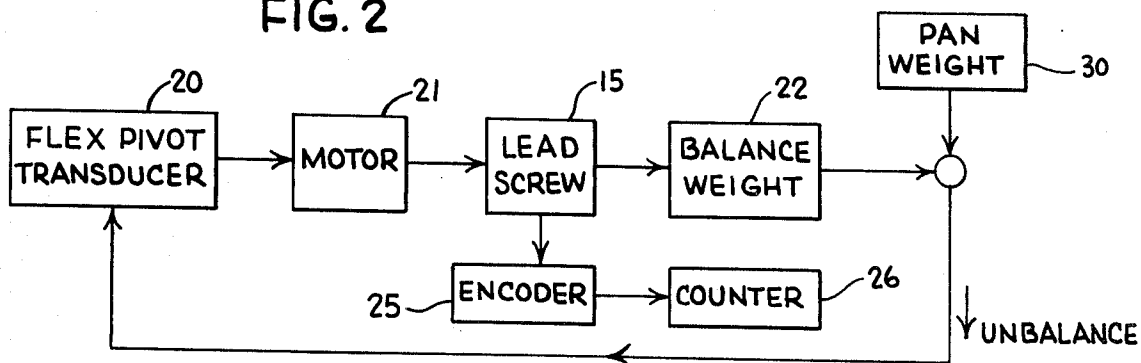 FIG. 2
PAN
WEIGHT
30
20
21
15
22
FLEX PIVOT
TRANSDUCER
MOTOR
LEAD
SCREW
BALANCE
WEIGHT
25
ENCODER
COUNTER
26
UNBALANCE